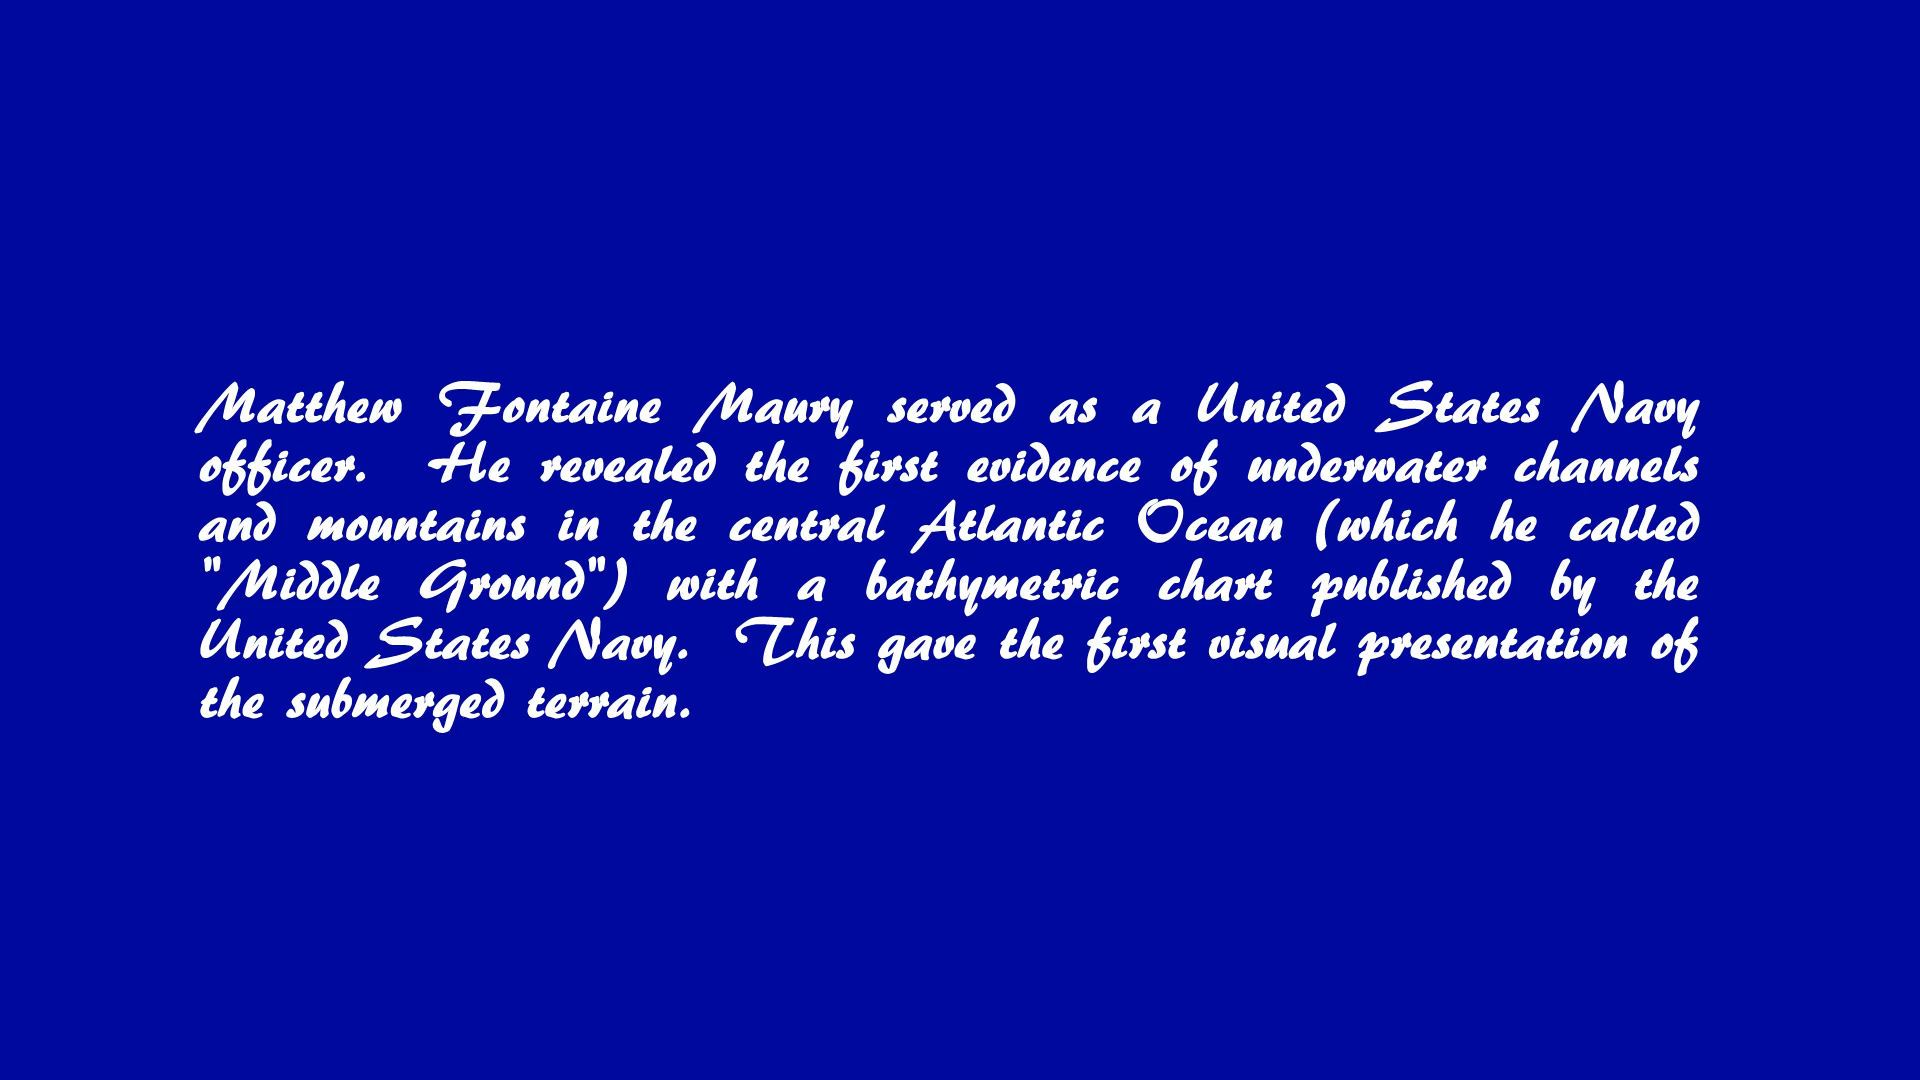 Matthew Fontaine Maury served as a United States Navy
officer.  He revealed the first evidence of underwater channels
and mountains in the central Atlantic Ocean (which he called
"Middle Ground") with a bathymetric chart published by the
United States Navy.  This gave the first visual presentation of
the submerged terrain.